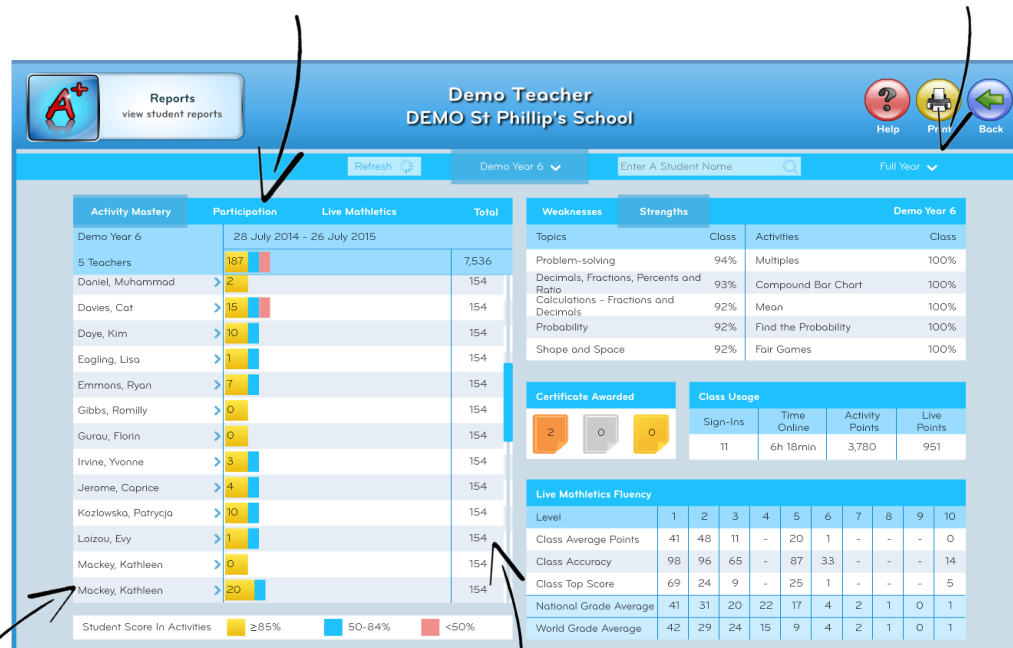 A+
Reports
view student reports
Demo Teacher
DEMO St Phillip's School
Help
Print
Back
Refresh
Demo Year 6
Enter A Student Name
Full Year
Activity Mastery Participation Live Mathletics Total
Demo Year 6 28 July 2014 - 26 July 2015
5 Teachers 187 7,536
Daniel, Muhammad 2 154
Davies, Cat 15 154
Daye, Kim 10 154
Eagling, Lisa 1 154
Emmons, Ryan 7 154
Gibbs, Romilly 0 154
Gurau, Florin 0 154
Irvine, Yvonne 3 154
Jerome, Caprice 4 154
Kozlowska, Patrycja 10 154
Loizou, Evy 1 154
Mackey, Kathleen 0 154
Mackey, Kathleen 20 154
Student Score In Activities ≥85% 50-84% <50%
Weaknesses Strengths Demo Year 6
Topics Class Activities Class
Problem-solving 94% Multiples 100%
Decimals, Fractions, Percents and
Ratio 93% Compound Bar Chart 100%
Calculations - Fractions and
Decimals 92% Mean 100%
Probability 92% Find the Probability 100%
Shape and Space 92% Fair Games 100%
Certificate Awarded
2 0 0
Class Usage
Sign-Ins Time Online Activity Points Live Points
11 6h 18min 3,780 951
Live Mathletics Fluency
Level 1 2 3 4 5 6 7 8 9 10
Class Average Points 41 48 11 - 20 1 - - - 0
Class Accuracy 98 96 65 - 87 33 - - - 14
Class Top Score 69 24 9 - 25 1 - - - 5
National Grade Average 41 31 20 22 17 4 2 1 0 1
World Grade Average 42 29 24 15 9 4 2 1 0 1